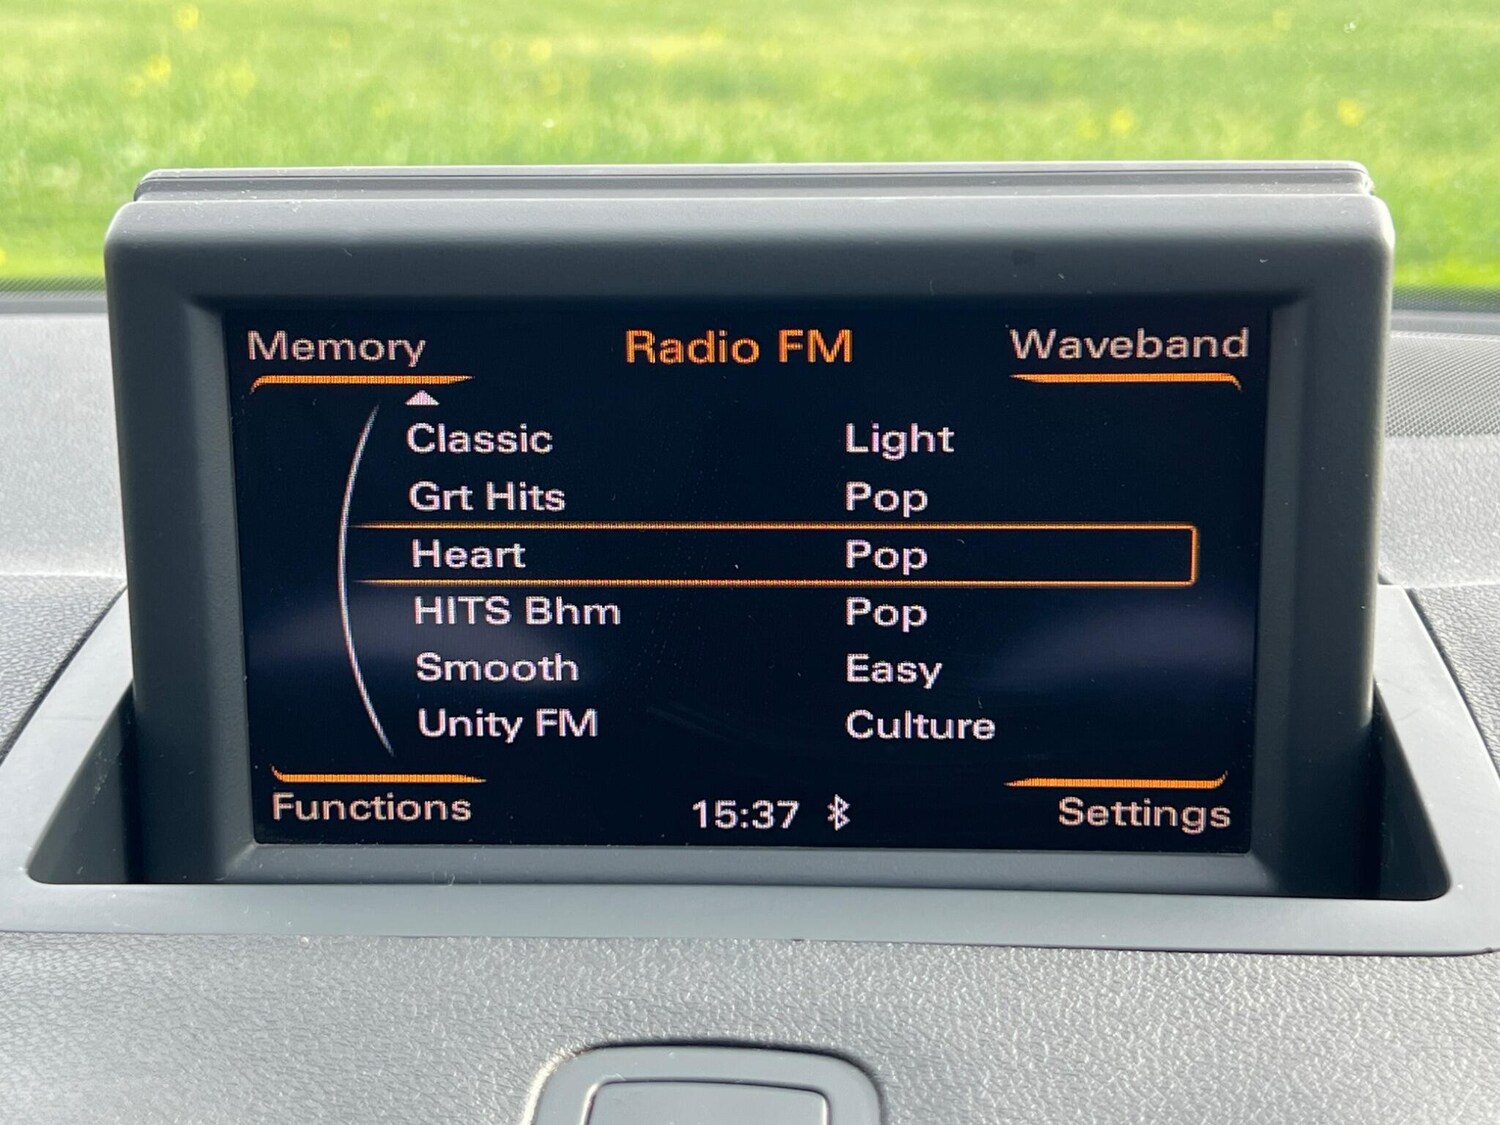 Memory Radio FM Waveband
Classic Light
Grt Hits Pop
Heart Pop
HITS Bhm Pop
Smooth Easy
Unity FM Culture
Functions 15:37 Settings